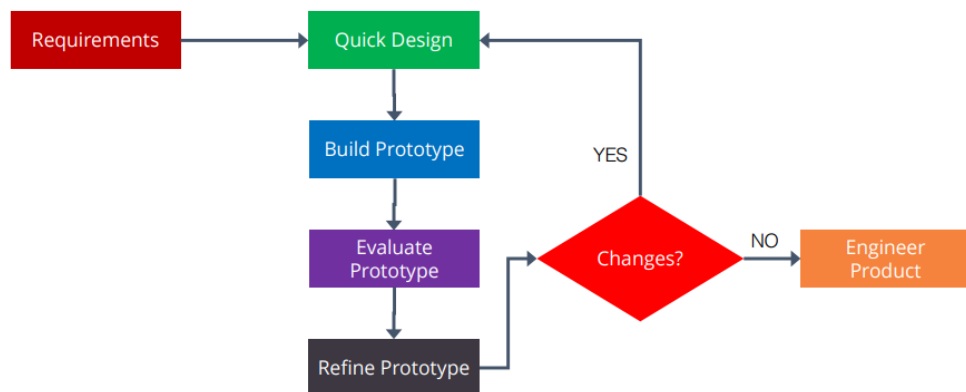 Requirements
Quick Design
Build Prototype
YES
Evaluate
Prototype
Changes?
NO
Engineer
Product
Refine Prototype